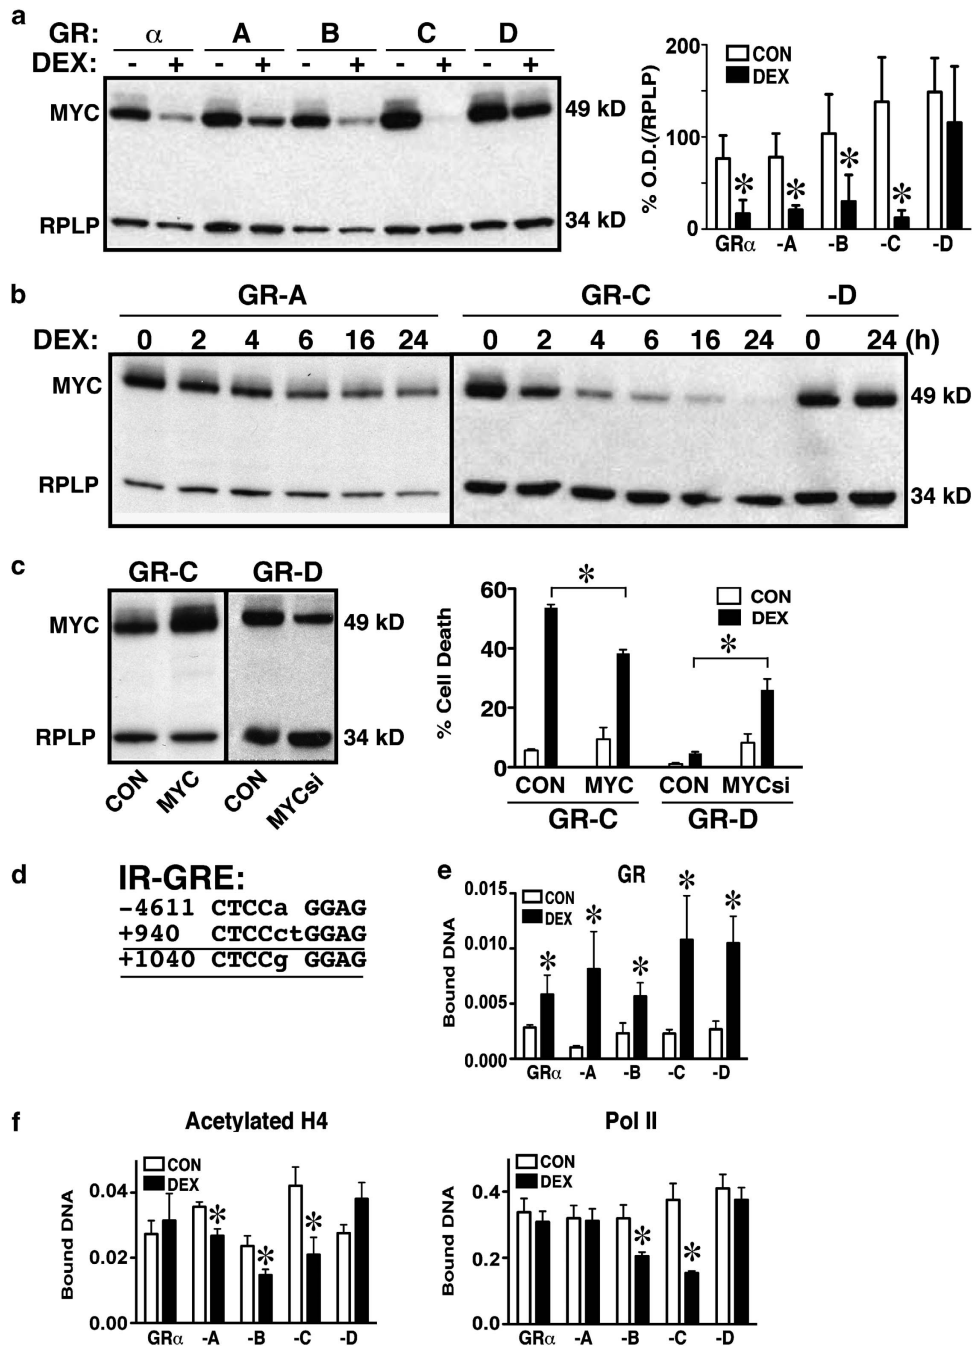 a
GR: α A B C D
DEX: - + - + - + - + - +
MYC
49 kD
RPLP
34 kD
200
100
0
% O.D.(/RPLP)
CON
DEX
* * * *
GRα -A -B -C -D
b
GR-A GR-C -D
DEX: 0 2 4 6 16 24 0 2 4 6 16 24 0 24 (h)
MYC
49 kD
RPLP
34 kD
c
GR-C GR-D
MYC
49 kD
RPLP
34 kD
CON MYC CON MYCsi
60
40
20
0
% Cell Death
CON
DEX
* *
CON MYC CON MYCsi
GR-C GR-D
d
IR-GRE:
-4611 CTCCa GGAG
+940 CTCCctGGAG
+1040 CTCCg GGAG
e
GR
0.015
0.010
0.005
0.000
Bound DNA
CON
DEX
* * * * *
GRα -A -B -C -D
f
Acetylated H4
0.04
0.02
0.00
Bound DNA
CON
DEX
* * *
GRα -A -B -C -D
Pol II
0.4
0.2
0.0
Bound DNA
CON
DEX
* *
GRα -A -B -C -D